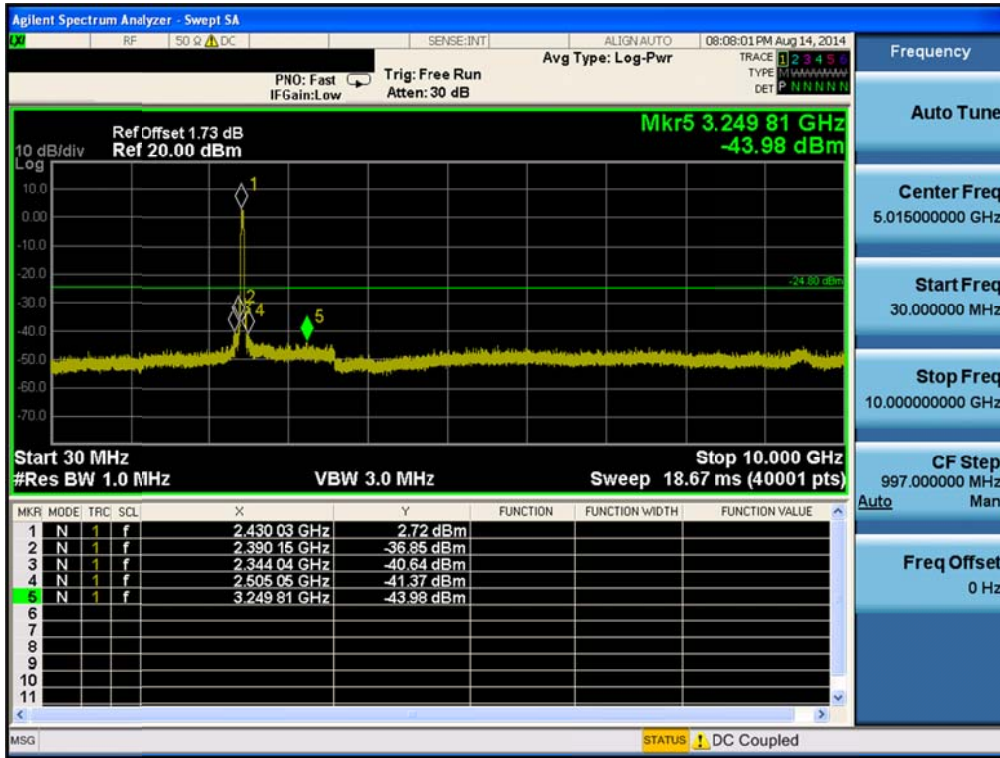 Agilent Spectrum Analyzer - Swept SA
LXI RF 50 Ω DC SENSE:INT ALIGN AUTO 08:08:01 PM Aug 14, 2014
PNO: Fast Trig: Free Run Avg Type: Log-Pwr TRACE 1 2 3 4 5 6
TYPE M
IFGain:Low Atten: 30 dB DET P N N N N N
Mkr5 3.249 81 GHz
-43.98 dBm
Ref Offset 1.73 dB
10 dB/div Ref 20.00 dBm
Log
10.0
0.00
-10.0
-20.0
-30.0
-40.0
-50.0
-60.0
-70.0
1
2
4
5
-24.80 dBm
Start 30 MHz Stop 10.000 GHz
#Res BW 1.0 MHz VBW 3.0 MHz Sweep 18.67 ms (40001 pts)
MKR MODE TRC SCL X Y FUNCTION FUNCTION WIDTH FUNCTION VALUE
1 N 1 f 2.430 03 GHz 2.72 dBm
2 N 1 f 2.390 15 GHz -36.85 dBm
3 N 1 f 2.344 04 GHz -40.64 dBm
4 N 1 f 2.505 05 GHz -41.37 dBm
5 N 1 f 3.249 81 GHz -43.98 dBm
6
7
8
9
10
11
MSG STATUS DC Coupled
Frequency
Auto Tune
Center Freq
5.015000000 GHz
Start Freq
30.000000 MHz
Stop Freq
10.000000000 GHz
CF Step
997.000000 MHz
Auto Man
Freq Offset
0 Hz